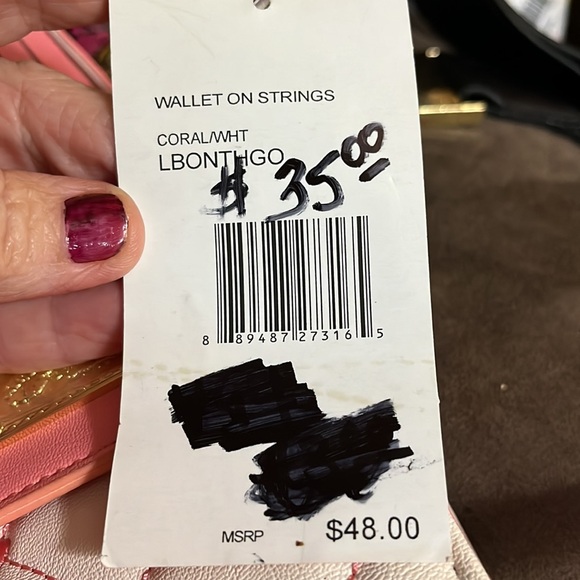 WALLET ON STRINGS
CORAL/WHT
LBONTHGO
$ 35.00
8 89487 27316 5
MSRP $48.00